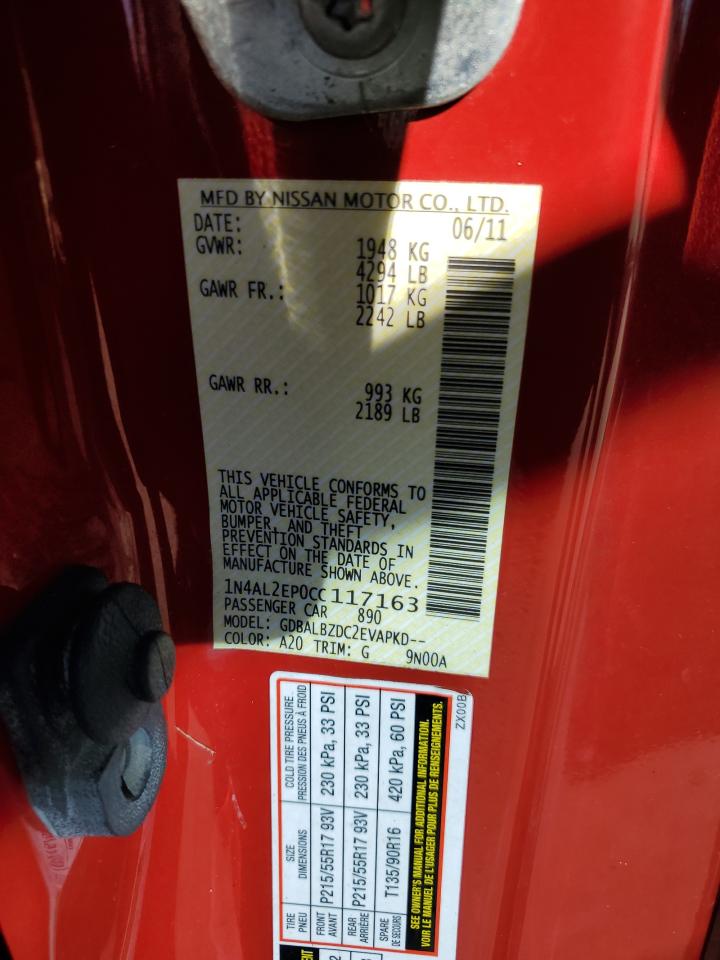 MFD BY NISSAN MOTOR CO., LTD.
DATE: 06/11
GVWR: 1948 KG
4294 LB
GAWR FR.: 1017 KG
2242 LB
GAWR RR.: 993 KG
2189 LB
THIS VEHICLE CONFORMS TO
ALL APPLICABLE FEDERAL
MOTOR VEHICLE SAFETY,
BUMPER, AND THEFT
PREVENTION STANDARDS IN
EFFECT ON THE DATE OF
MANUFACTURE SHOWN ABOVE.
1N4AL2EP0CC117163
PASSENGER CAR 890
MODEL: GDBALBZDC2EVAPKD--
COLOR: A20 TRIM: G 9N00A
TIRE SIZE COLD TIRE PRESSURE
PNEU DIMENSIONS PRESSION DES PNEUS À FROID
FRONT P215/55R17 93V 230 kPa, 33 PSI
AVANT
REAR P215/55R17 93V 230 kPa, 33 PSI
ARRIÈRE
SPARE T135/90R16 420 kPa, 60 PSI
DE SECOURS
SEE OWNER'S MANUAL FOR ADDITIONAL INFORMATION.
VOIR LE MANUEL DE L'USAGER POUR PLUS DE RENSEIGNEMENTS.
ZX00B